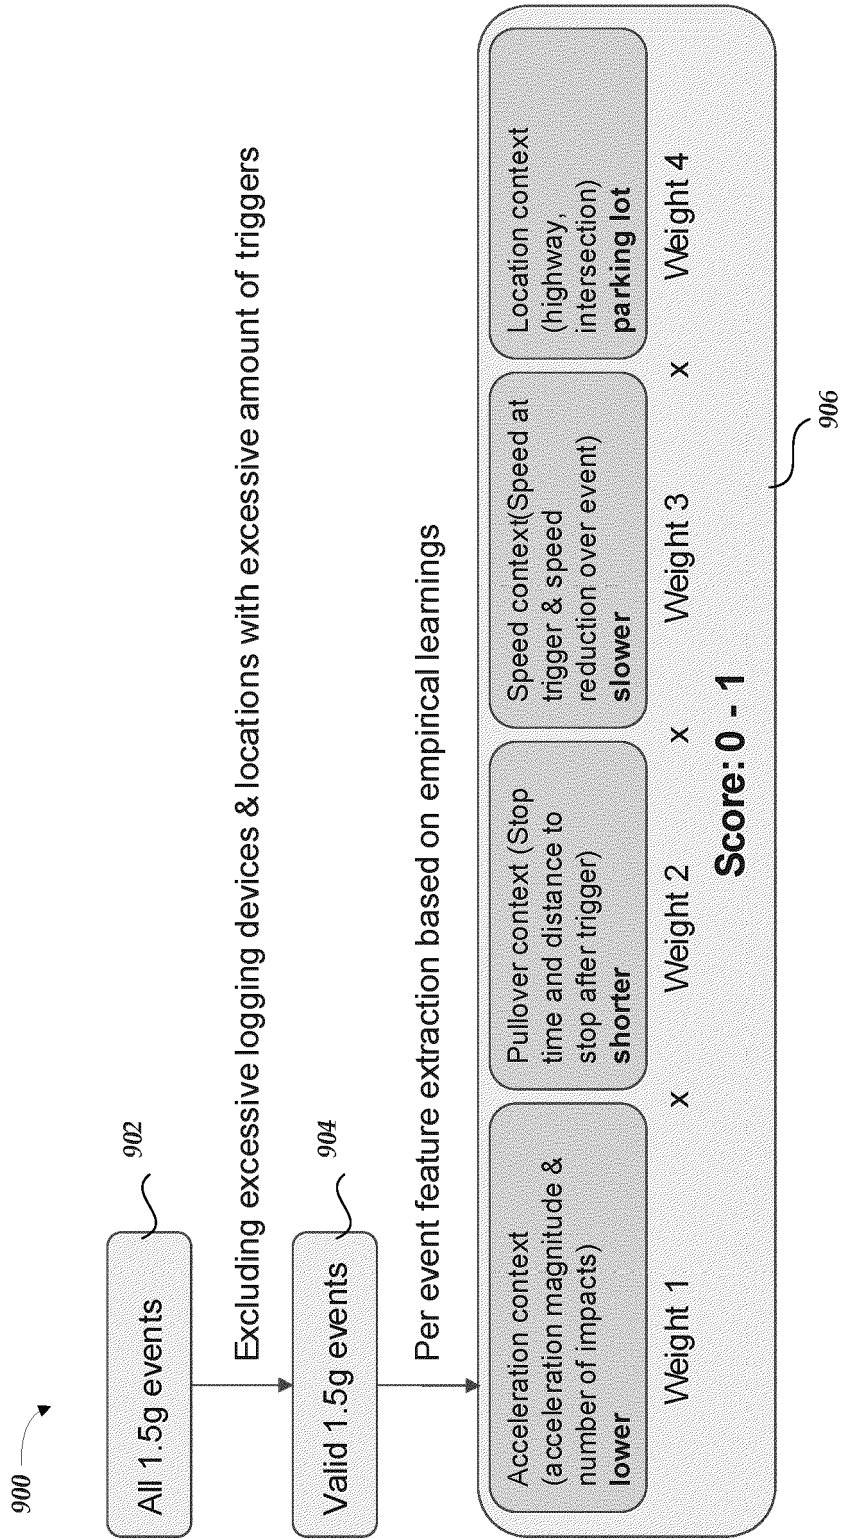 900
All 1.5g events
902
Excluding excessive logging devices & locations with excessive amount of triggers
Valid 1.5g events
904
Per event feature extraction based on empirical learnings
Acceleration context
(acceleration magnitude &
number of impacts)
lower
Pullover context (Stop
time and distance to
stop after trigger)
shorter
Speed context(Speed at
trigger & speed
reduction over event)
slower
Location context
(highway,
intersection)
parking lot
Weight 1 x Weight 2 x Weight 3 x Weight 4
Score: 0 - 1
906